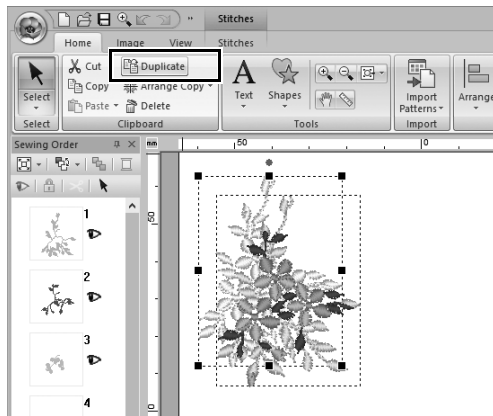 Stitches
Home Image View Stitches
Select
Cut
Copy
Paste
Duplicate
Arrange Copy
Delete
Text
Shapes
Import
Patterns
Arrange
Select Clipboard Tools Import
Sewing Order
mm
50
0
50
0
1
2
3
4